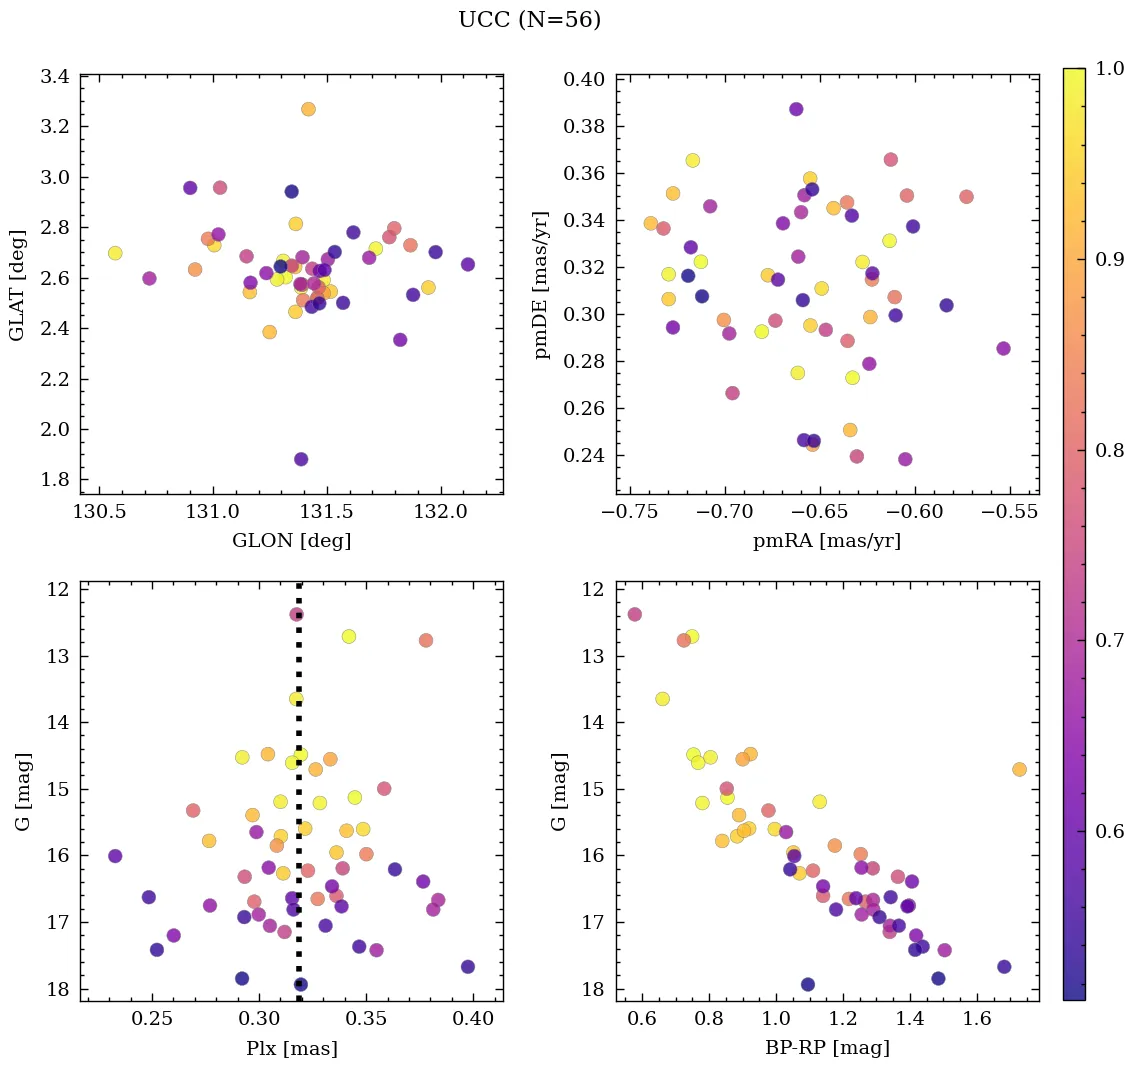 UCC (N=56)
3.4
3.2
3.0
2.8
2.6
2.4
2.2
2.0
1.8
GLAT [deg]
130.5 131.0 131.5 132.0
GLON [deg]
0.40
0.38
0.36
0.34
0.32
0.30
0.28
0.26
0.24
pmDE [mas/yr]
−0.75 −0.70 −0.65 −0.60 −0.55
pmRA [mas/yr]
12
13
14
15
16
17
18
G [mag]
0.25 0.30 0.35 0.40
Plx [mas]
12
13
14
15
16
17
18
G [mag]
0.6 0.8 1.0 1.2 1.4 1.6
BP-RP [mag]
1.0
0.9
0.8
0.7
0.6